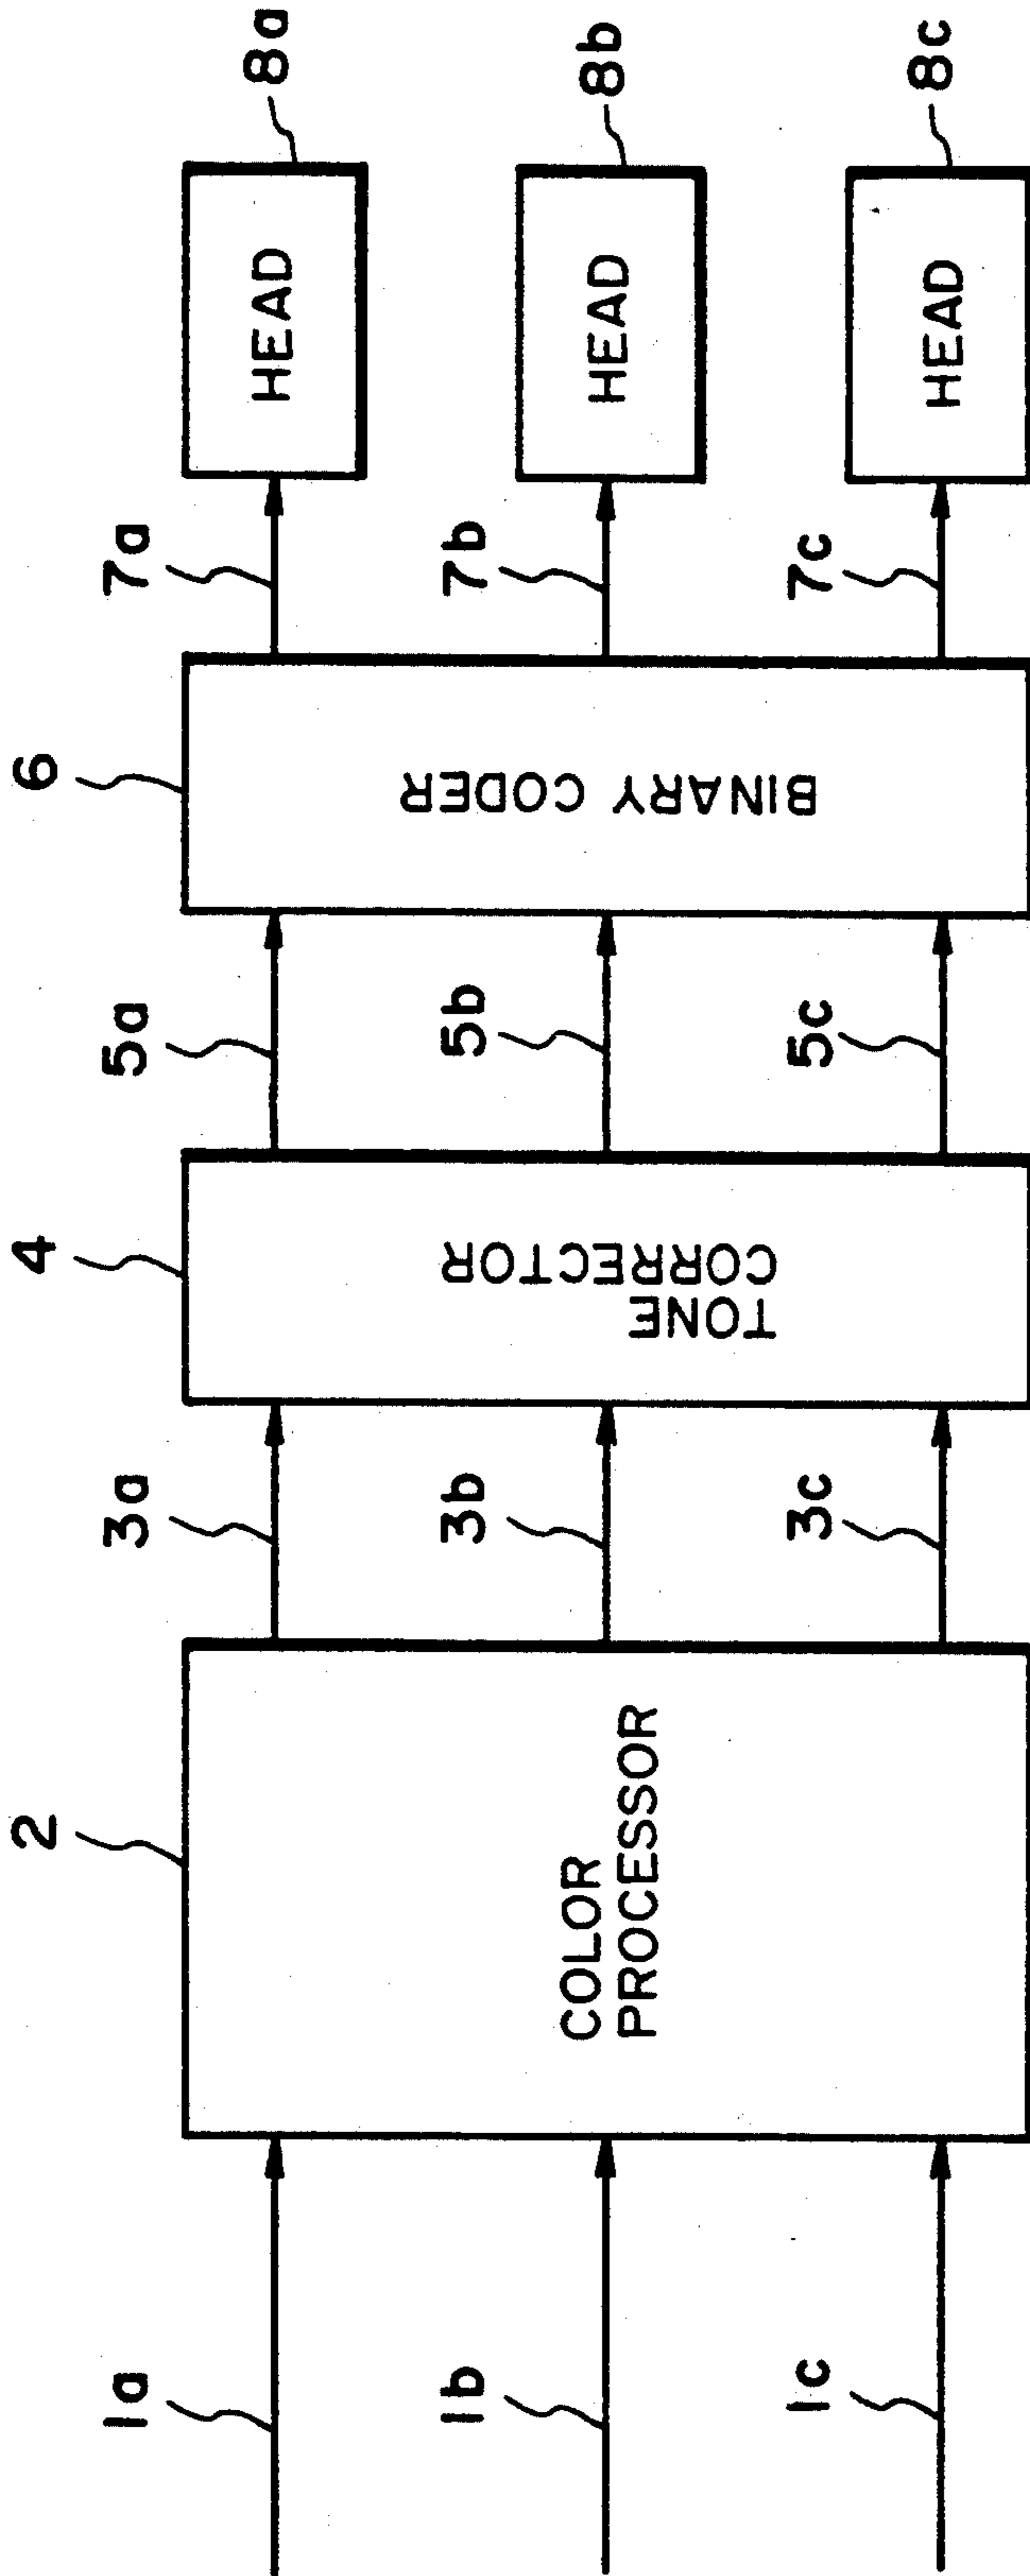 1a
1b
1c
2
COLOR
PROCESSOR
3a
3b
3c
4
TONE
CORRECTOR
5a
5b
5c
6
BINARY CODER
7a
7b
7c
HEAD
8a
HEAD
8b
HEAD
8c